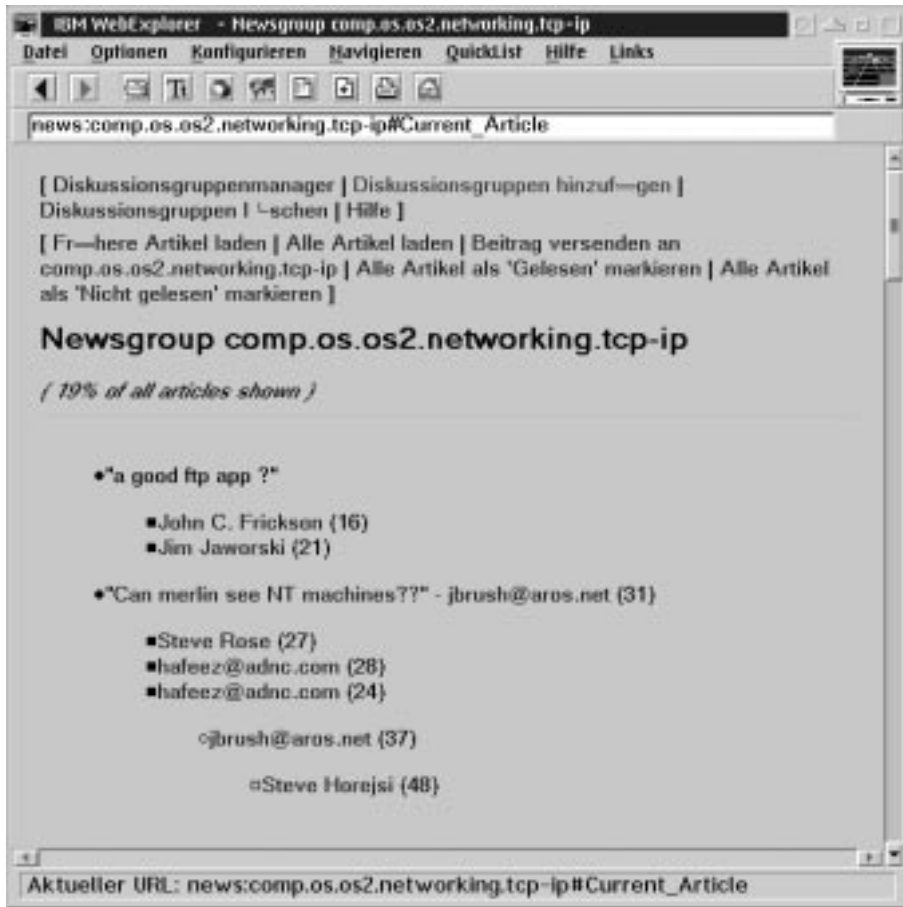 IBM WebExplorer - Newsgroup comp.os.os2.networking.tcp-ip
Datei Optionen Konfigurieren Navigieren QuickList Hilfe Links
news:comp.os.os2.networking.tcp-ip#Current_Article
[ Diskussionsgruppenmanager | Diskussionsgruppen hinzuf—gen |
Diskussionsgruppen l└schen | Hilfe ]
[ Fr—here Artikel laden | Alle Artikel laden | Beitrag versenden an
comp.os.os2.networking.tcp-ip | Alle Artikel als 'Gelesen' markieren | Alle Artikel
als 'Nicht gelesen' markieren ]
Newsgroup comp.os.os2.networking.tcp-ip
( 19% of all articles shown )
"a good ftp app ?"
John C. Frickson (16)
Jim Jaworski (21)
"Can merlin see NT machines??" - jbrush@aros.net (31)
Steve Rose (27)
hafeez@adnc.com (28)
hafeez@adnc.com (24)
jbrush@aros.net (37)
Steve Horejsi (48)
Aktueller URL: news:comp.os.os2.networking.tcp-ip#Current_Article